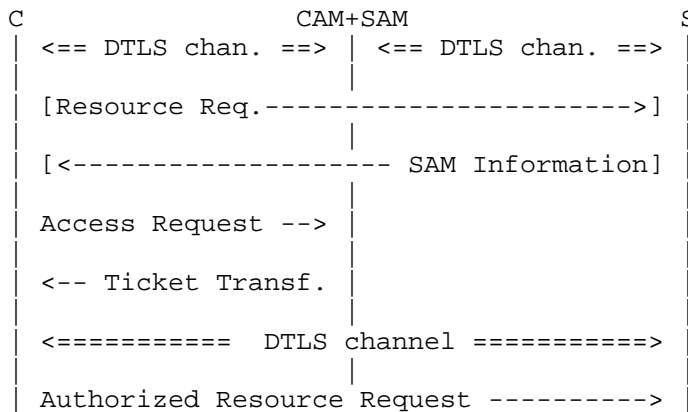 C CAM+SAM S
<== DTLS chan. ==> | <== DTLS chan. ==>
[Resource Req.----------------------->]
[<-------------------- SAM Information]
Access Request -->
<-- Ticket Transf.
<=========== DTLS channel ===========>
Authorized Resource Request ---------->